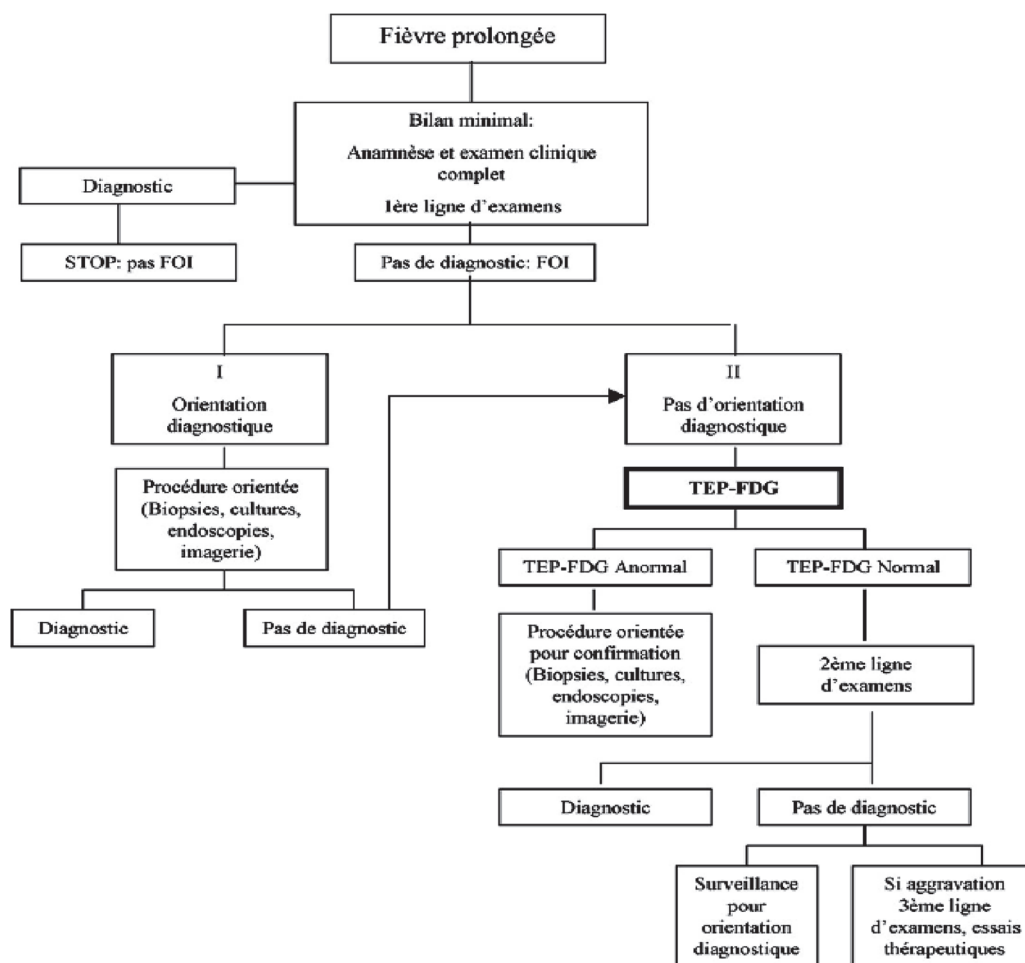 Fièvre prolongée
Bilan minimal:
Anamnèse et examen clinique
complet
1ère ligne d'examens
Diagnostic
STOP: pas FOI
Pas de diagnostic: FOI
I
Orientation
diagnostique
II
Pas d'orientation
diagnostique
Procédure orientée
(Biopsies, cultures,
endoscopies,
imagerie)
TEP-FDG
Diagnostic
Pas de diagnostic
TEP-FDG Anormal
TEP-FDG Normal
Procédure orientée
pour confirmation
(Biopsies, cultures,
endoscopies,
imagerie)
2ème ligne
d'examens
Diagnostic
Pas de diagnostic
Surveillance
pour
orientation
diagnostique
Si aggravation
3ème ligne
d'examens, essais
thérapeutiques